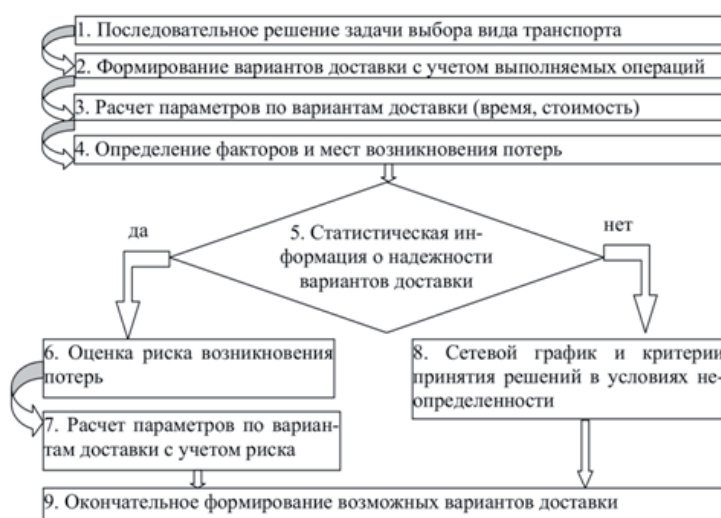 1. Последовательное решение задачи выбора вида транспорта
2. Формирование вариантов доставки с учетом выполняемых операций
3. Расчет параметров по вариантам доставки (время, стоимость)
4. Определение факторов и мест возникновения потерь
да
нет
5. Статистическая ин-
формация о надежности
вариантов доставки
6. Оценка риска возникновения
потерь
8. Сетевой график и критерии
принятия решений в условиях не-
определенности
7. Расчет параметров по вариан-
там доставки с учетом риска
9. Окончательное формирование возможных вариантов доставки